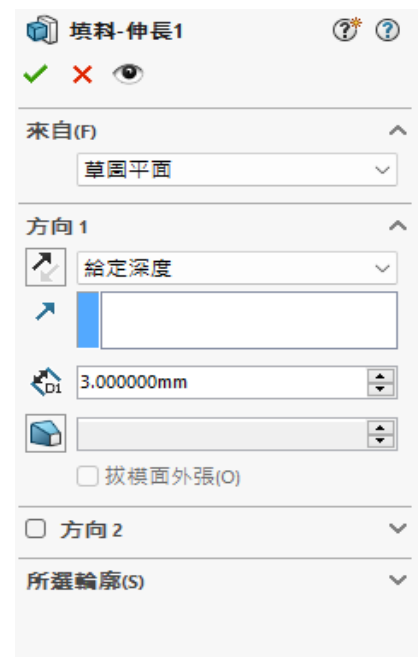 填料-伸長1
來自(F)
草圖平面
方向 1
給定深度
D1
3.000000mm
拔模面外張(O)
方向 2
所選輪廓(S)